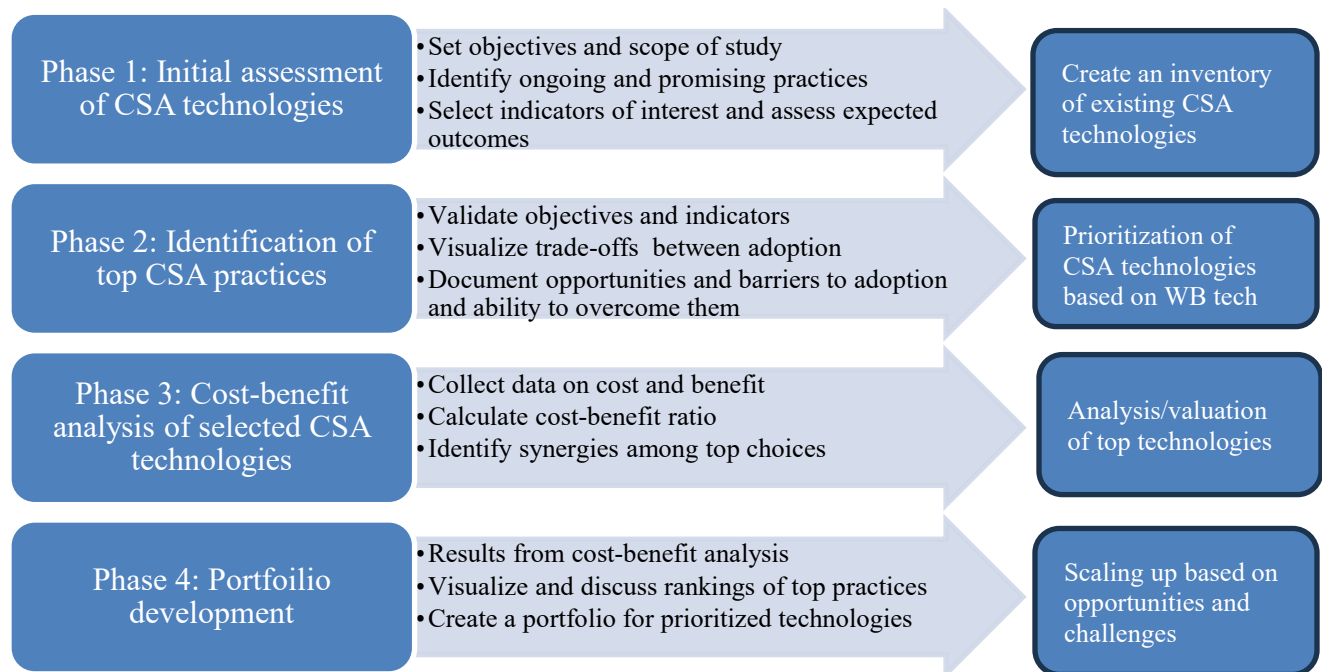 Phase 1: Initial assessment
of CSA technologies
•Set objectives and scope of study
•Identify ongoing and promising practices
•Select indicators of interest and assess expected
outcomes
Create an inventory
of existing CSA
technologies
Phase 2: Identification of
top CSA practices
•Validate objectives and indicators
•Visualize trade-offs between adoption
•Document opportunities and barriers to adoption
and ability to overcome them
Prioritization of
CSA technologies
based on WB tech
Phase 3: Cost-benefit
analysis of selected CSA
technologies
•Collect data on cost and benefit
•Calculate cost-benefit ratio
•Identify synergies among top choices
Analysis/valuation
of top technologies
Phase 4: Portfoilio
development
•Results from cost-benefit analysis
•Visualize and discuss rankings of top practices
•Create a portfolio for prioritized technologies
Scaling up based on
opportunities and
challenges